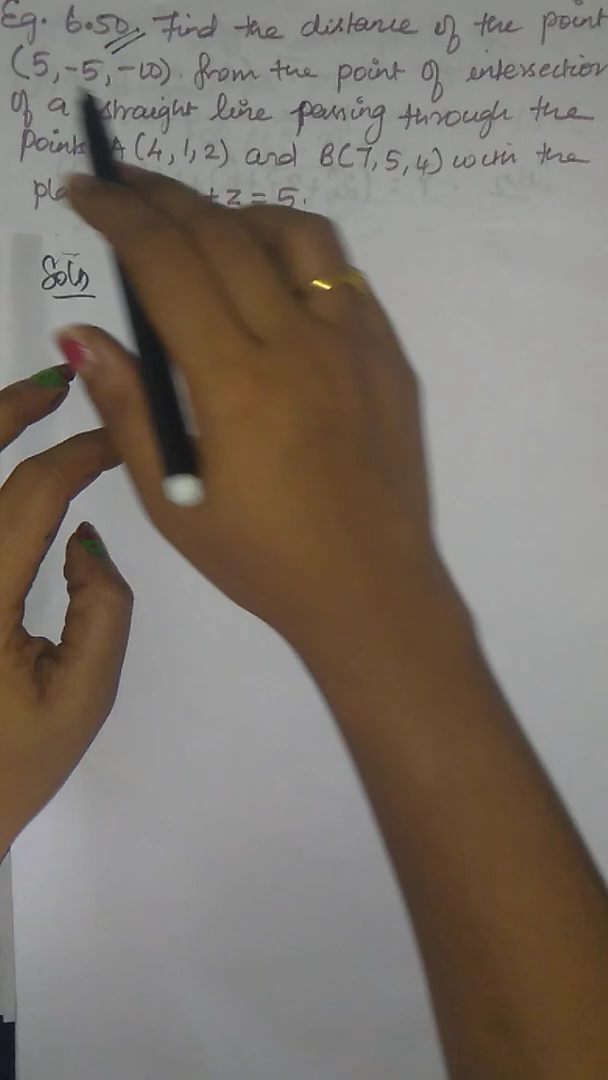 Eg. 6.50, Find the distance of the point
(5,-5,-10). from the point of intersection
of a straight line passing through the
points A(4,1,2) and B(7,5,4) with the
+ z = 5.
Soln